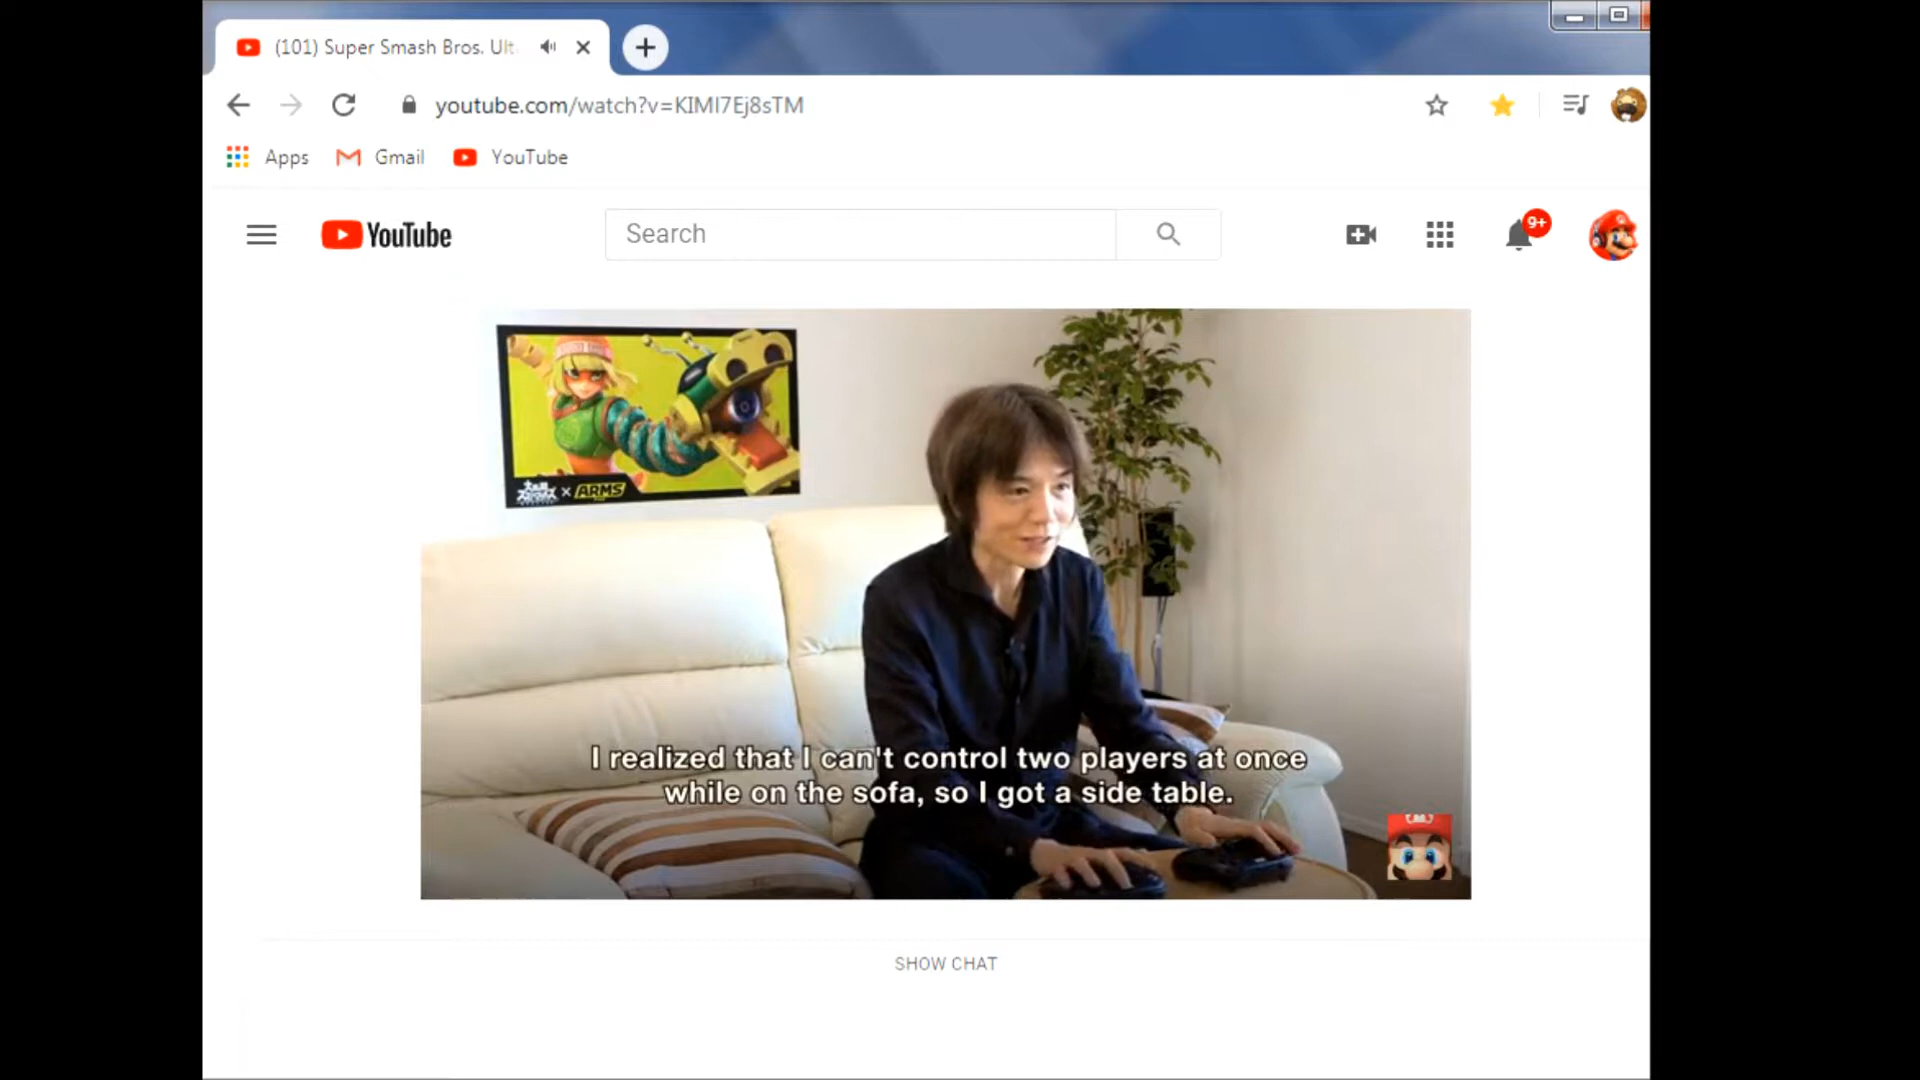 (101) Super Smash Bros. Ult
youtube.com/watch?v=KIMI7Ej8sTM
Apps
Gmail
YouTube
YouTube
Search
9+
× ARMS
I realized that I can't control two players at once
while on the sofa, so I got a side table.
SHOW CHAT